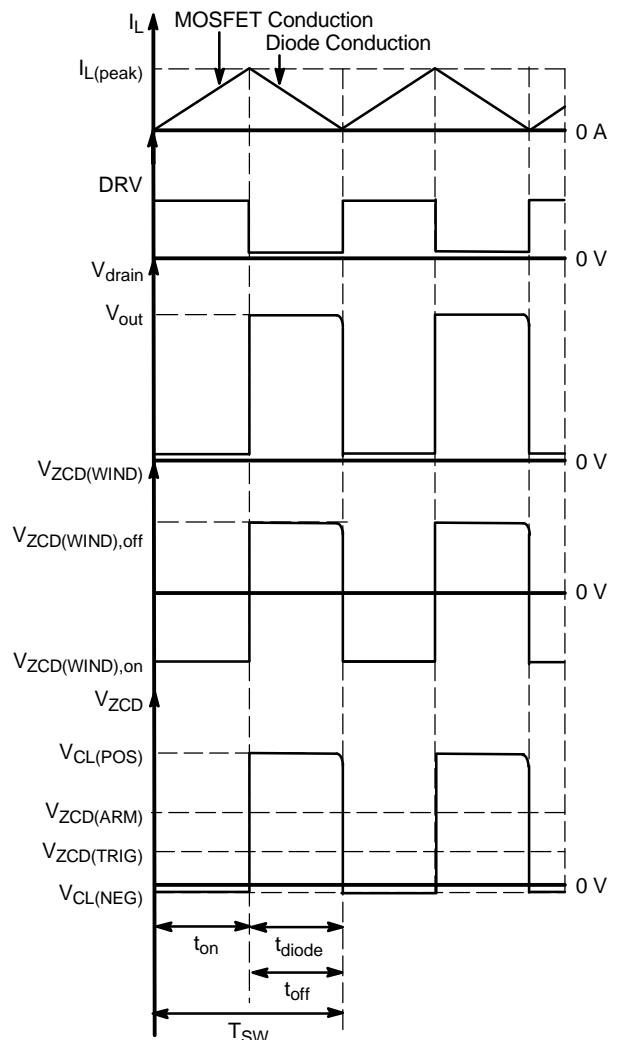 MOSFET Conduction
I_L
Diode Conduction
I_L(peak)
0 A
DRV
0 V
V_drain
V_out
0 V
V_ZCD(WIND)
V_ZCD(WIND),off
0 V
V_ZCD(WIND),on
V_ZCD
V_CL(POS)
V_ZCD(ARM)
V_ZCD(TRIG)
0 V
V_CL(NEG)
t_on
t_diode
t_off
T_SW